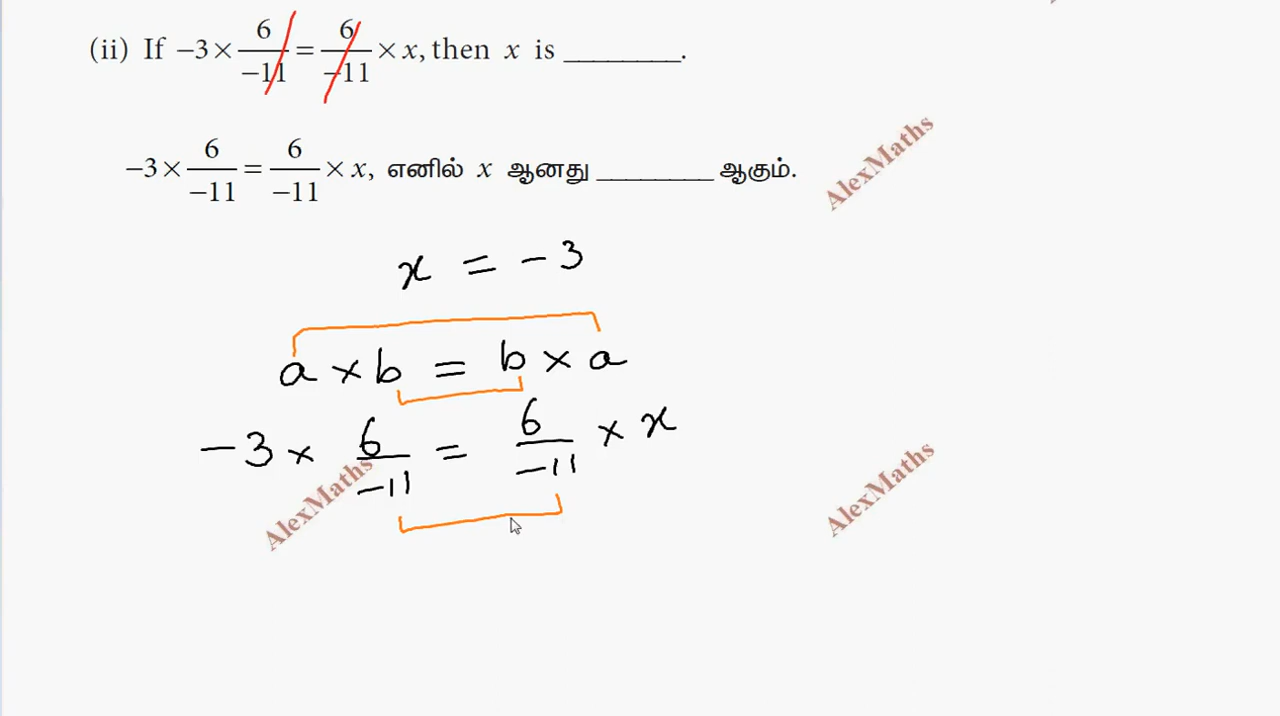 (ii) If −3 × 6/−11 = 6/−11 × x, then x is ________.
−3 × 6/−11 = 6/−11 × x, எனில் x ஆனது ________ ஆகும்.
AlexMaths
x = −3
a × b = b × a
−3 × 6/−11 = 6/−11 × x
AlexMaths
AlexMaths